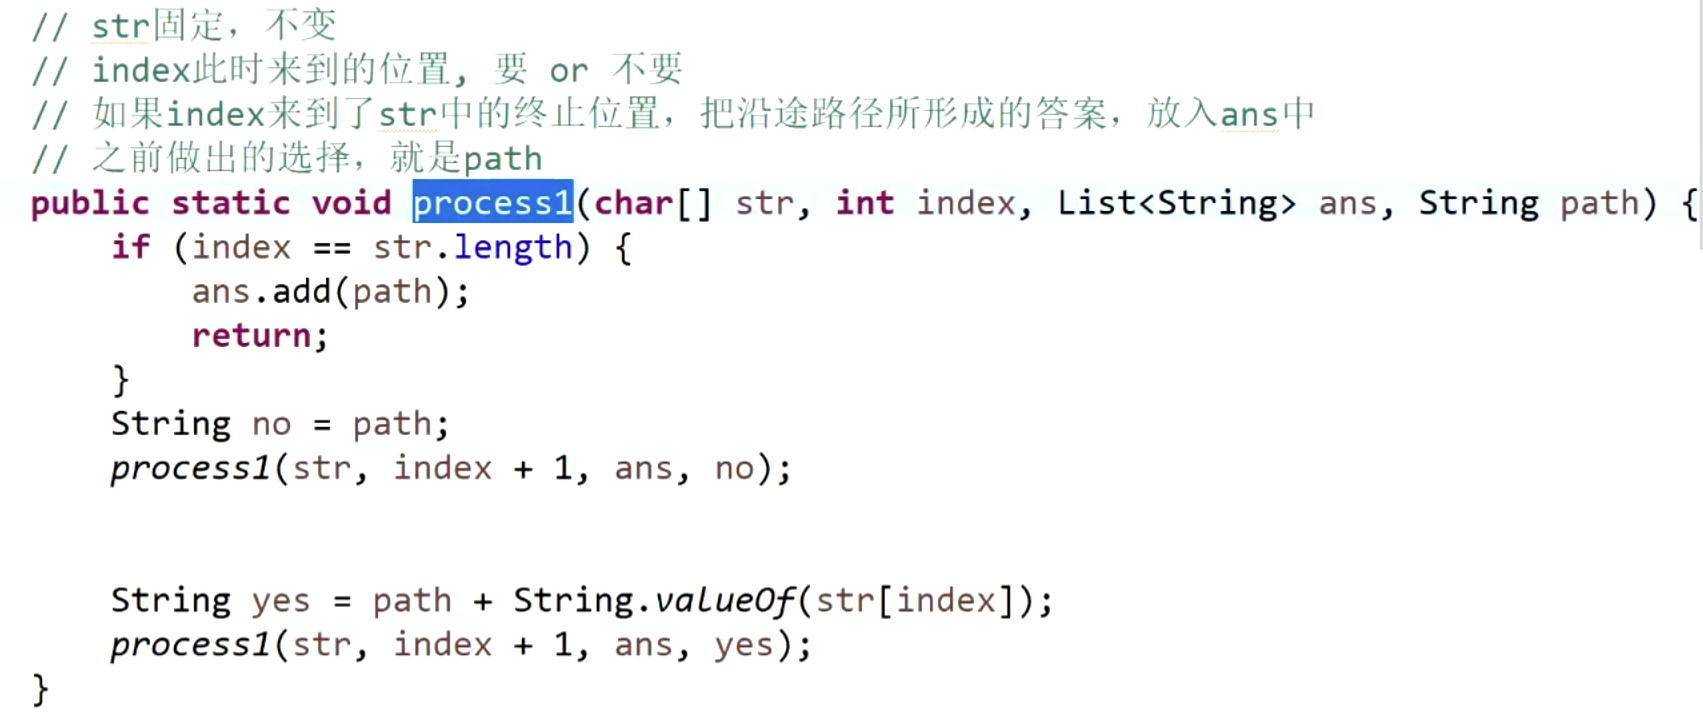 // str固定，不变
// index此时来到的位置, 要 or 不要
// 如果index来到了str中的终止位置，把沿途路径所形成的答案，放入ans中
// 之前做出的选择，就是path
public static void process1(char[] str, int index, List<String> ans, String path) {
if (index == str.length) {
ans.add(path);
return;
}
String no = path;
process1(str, index + 1, ans, no);
String yes = path + String.valueOf(str[index]);
process1(str, index + 1, ans, yes);
}